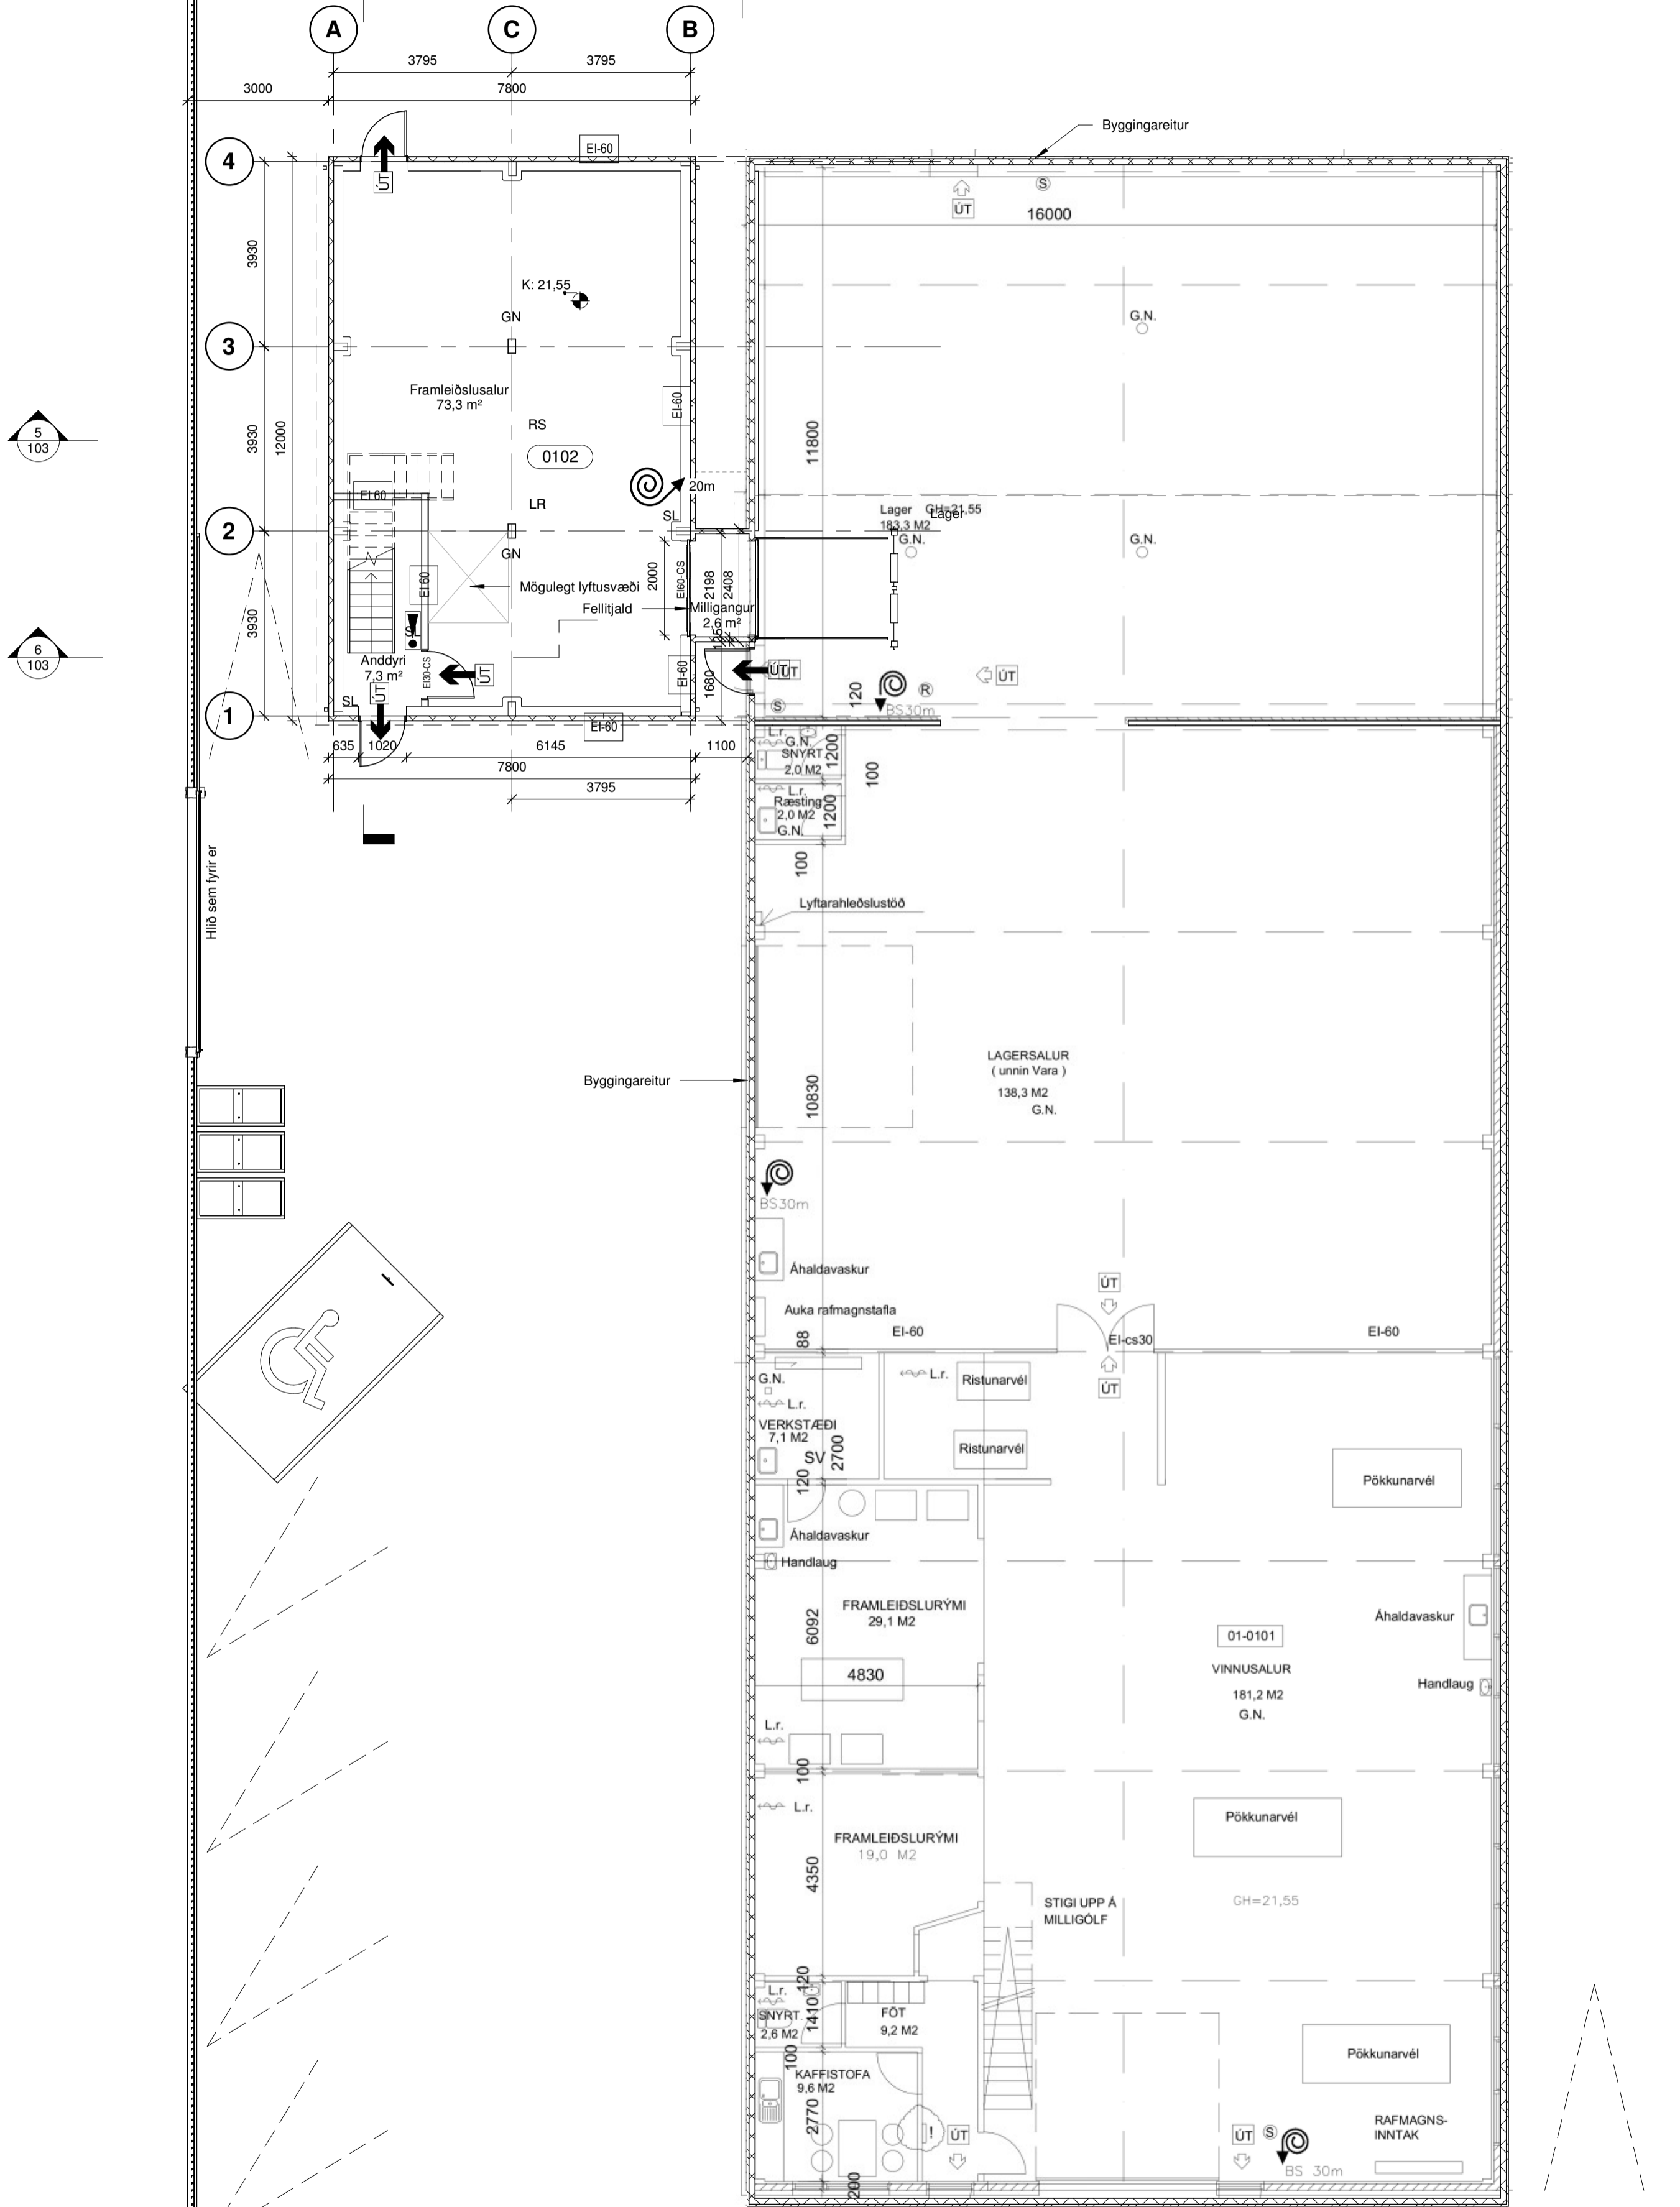 A
C
B
3795
3795
3000
7800
Byggingareitur
4
EI-60
ÚT
S
ÚT
16000
3930
K: 21,55
GN
G.N.
3
Framleiðslusalur
73,3 m²
EI-60
5
103
3930
12000
RS
0102
11800
EI 60
20m
LR
SL
Lager GH=21,55
Lager
183,3 M2
G.N.
G.N.
2
GN
EI 60
Mögulegt lyftusvæði
2000
EI60-CS
2198
2408
Fellitjald
Milligangur
2,6 m²
3930
SL
6
103
Anddyri
7,3 m²
EI30-CS
ÚT
EI-60
1680
ÚT
ÚT
ÚT
R
120
BS30m
ÚT
SL
S
1
EI-60
635
1020
6145
1100
7800
3795
L.r.
G.N.
SNYRT
2,0 M2
1200
100
L.r.
Ræsting
2,0 M2
G.N.
1200
100
Hlið sem fyrir er
Lyftarahleðslustöð
LAGERSALUR
( unnin Vara )
138,3 M2
G.N.
Byggingareitur
10830
BS30m
Áhaldavaskur
ÚT
Auka rafmagnstafla
88
EI-60
EI-cs30
EI-60
G.N.
L.r.
L.r.
Ristunarvél
ÚT
VERKSTÆÐI
7,1 M2
SV
2700
Ristunarvél
120
Pökkunarvél
Áhaldavaskur
Handlaug
FRAMLEIÐSLURÝMI
29,1 M2
6092
Áhaldavaskur
01-0101
VINNUSALUR
181,2 M2
G.N.
4830
Handlaug
L.r.
100
L.r.
Pökkunarvél
FRAMLEIÐSLURÝMI
19,0 M2
4350
STIGI UPP Á
MILLIGÓLF
GH=21,55
120
L.r.
SNYRT.
2,6 M2
1410
FÖT
9,2 M2
100
Pökkunarvél
KAFFISTOFA
9,6 M2
2770
!
ÚT
ÚT
S
RAFMAGNS-
INNTAK
BS 30m
200